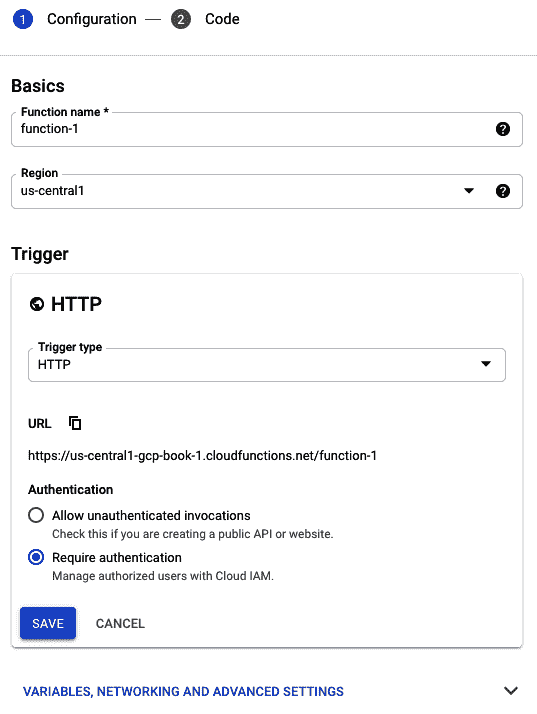 1 Configuration — 2 Code
Basics
Function name *
function-1
Region
us-central1
Trigger
HTTP
Trigger type
HTTP
URL
https://us-central1-gcp-book-1.cloudfunctions.net/function-1
Authentication
Allow unauthenticated invocations
Check this if you are creating a public API or website.
Require authentication
Manage authorized users with Cloud IAM.
SAVE CANCEL
VARIABLES, NETWORKING AND ADVANCED SETTINGS